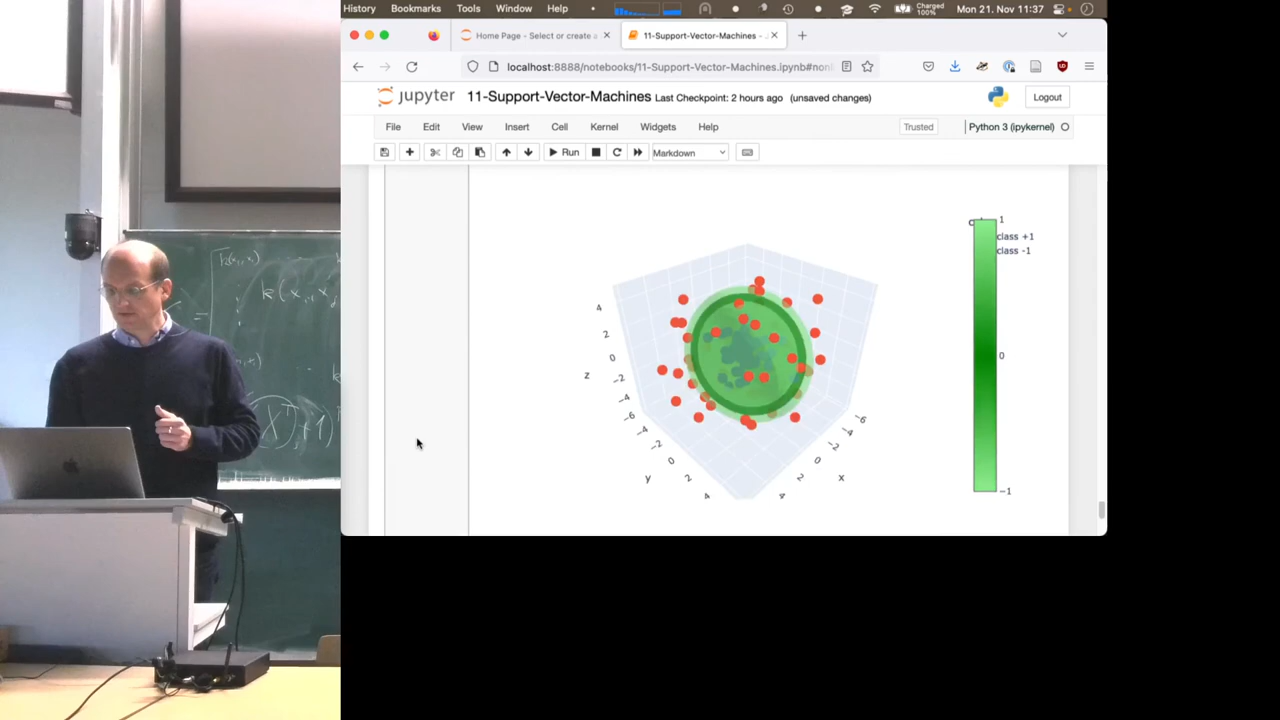 History Bookmarks Tools Window Help Charged 100% Mon 21. Nov 11:37
Home Page - Select or create a
11-Support-Vector-Machines -
localhost:8888/notebooks/11-Support-Vector-Machines.ipynb#non
jupyter 11-Support-Vector-Machines Last Checkpoint: 2 hours ago (unsaved changes) Logout
File Edit View Insert Cell Kernel Widgets Help Trusted Python 3 (ipykernel)
Run Markdown
1
class +1
class -1
0
−1
4
2
0
−2
−4
z
−6
−4
−2
0
2
4
y
−6
−4
−2
0
2
4
x
k(x